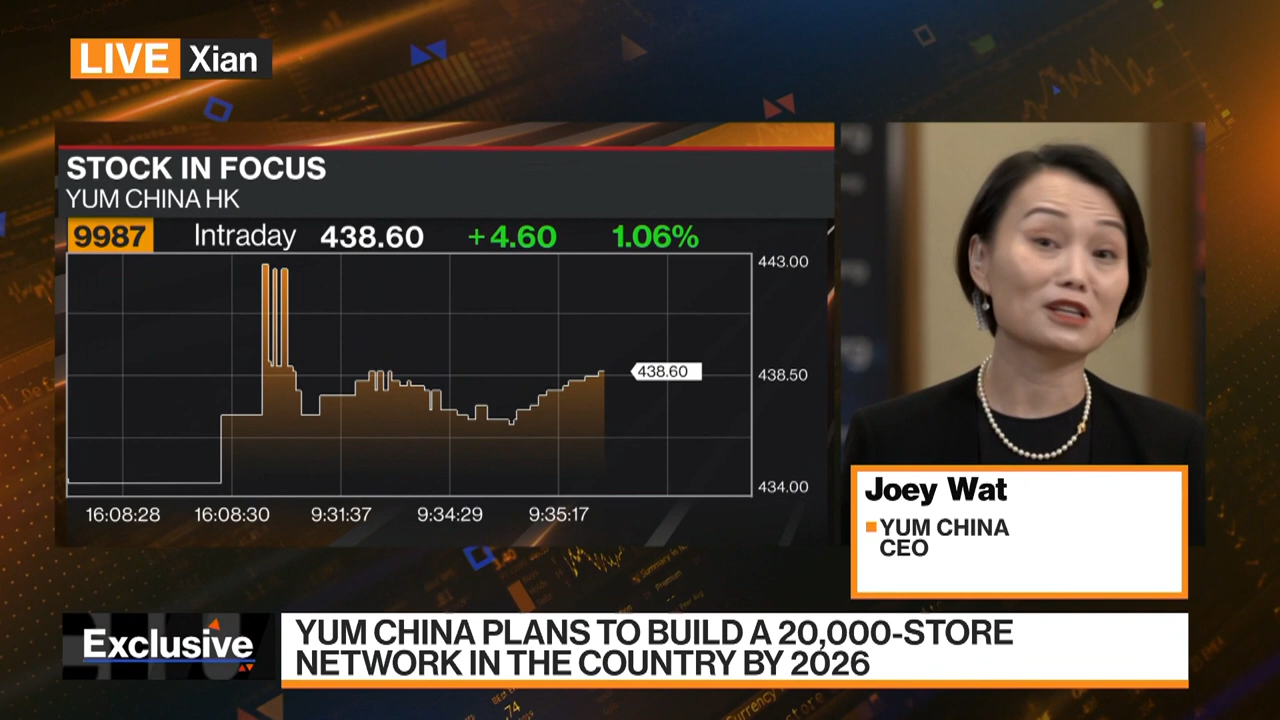 LIVE Xian
STOCK IN FOCUS
YUM CHINA HK
9987 Intraday 438.60 +4.60 1.06%
443.00
438.60
438.50
434.00
16:08:28 16:08:30 9:31:37 9:34:29 9:35:17
Joey Wat
YUM CHINA
CEO
Exclusive
YUM CHINA PLANS TO BUILD A 20,000-STORE
NETWORK IN THE COUNTRY BY 2026